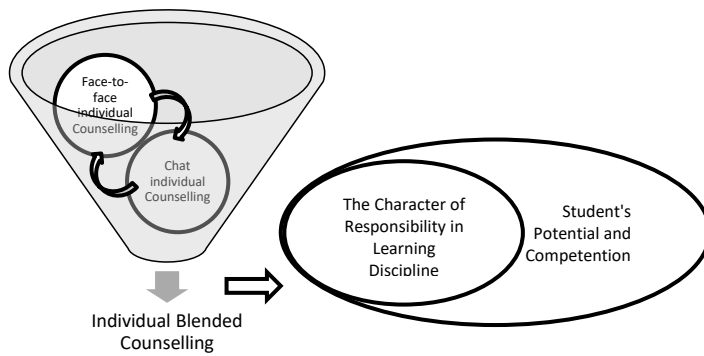 Face-to-
face
individual
Counselling
Chat
individual
Counselling
Individual Blended
Counselling
The Character of
Responsibility in
Learning
Discipline
Student's
Potential and
Competention